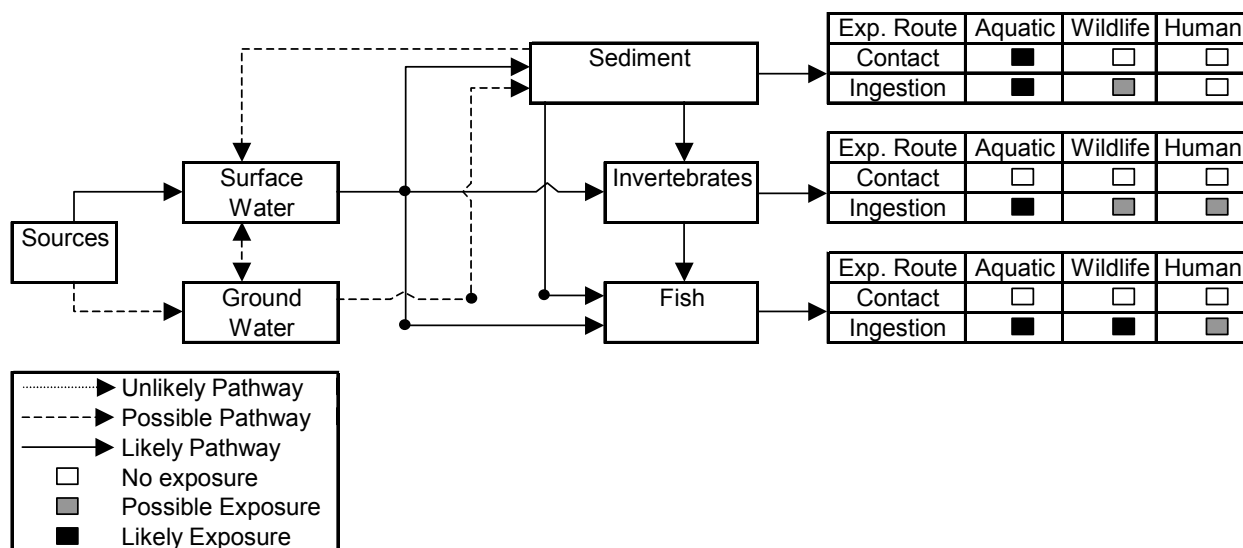 Exp. Route Aquatic Wildlife Human
Sediment
Contact
Ingestion
Surface
Water
Invertebrates
Exp. Route Aquatic Wildlife Human
Contact
Ingestion
Sources
Ground
Water
Fish
Exp. Route Aquatic Wildlife Human
Contact
Ingestion
Unlikely Pathway
Possible Pathway
Likely Pathway
No exposure
Possible Exposure
Likely Exposure